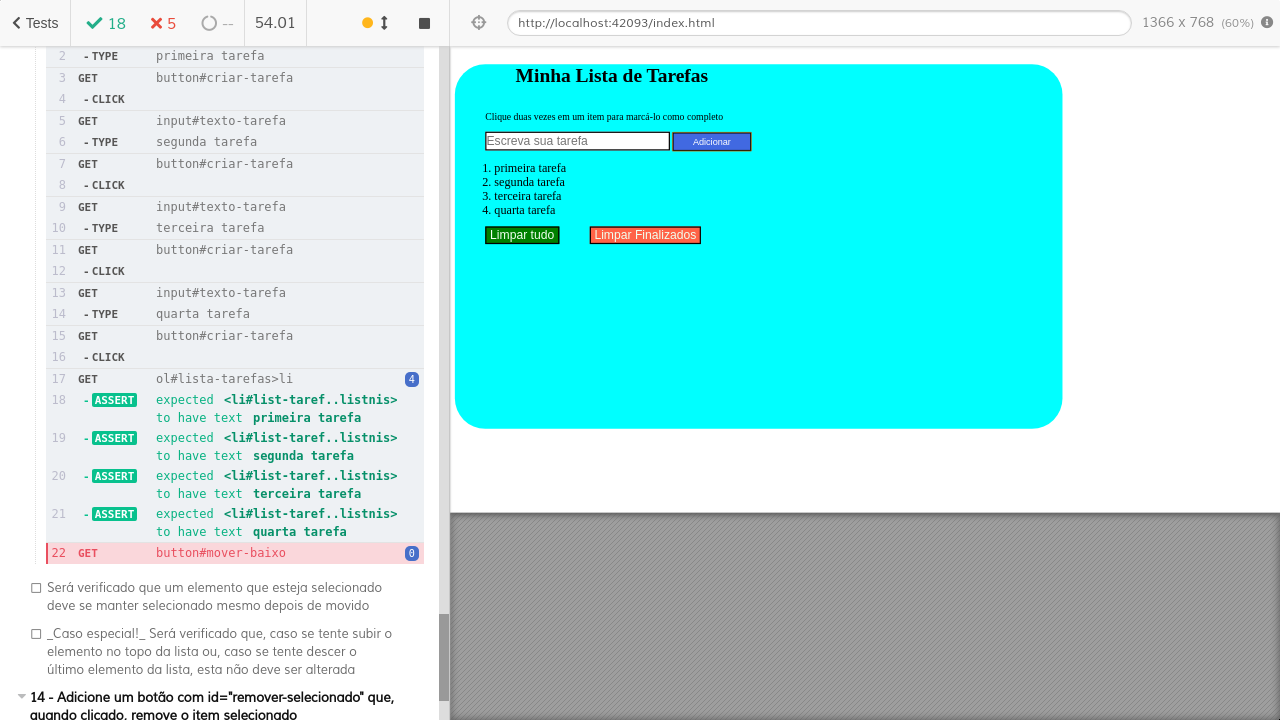 Tests
18
5
--
54.01
http://localhost:42093/index.html
1366 x 768 (60%)
2 - TYPE primeira tarefa
3 GET button#criar-tarefa
4 - CLICK
5 GET input#texto-tarefa
6 - TYPE segunda tarefa
7 GET button#criar-tarefa
8 - CLICK
9 GET input#texto-tarefa
10 - TYPE terceira tarefa
11 GET button#criar-tarefa
12 - CLICK
13 GET input#texto-tarefa
14 - TYPE quarta tarefa
15 GET button#criar-tarefa
16 - CLICK
17 GET ol#lista-tarefas>li 4
18 - ASSERT expected <li#list-taref..listnis>
to have text primeira tarefa
19 - ASSERT expected <li#list-taref..listnis>
to have text segunda tarefa
20 - ASSERT expected <li#list-taref..listnis>
to have text terceira tarefa
21 - ASSERT expected <li#list-taref..listnis>
to have text quarta tarefa
22 GET button#mover-baixo 0
Será verificado que um elemento que esteja selecionado
deve se manter selecionado mesmo depois de movido
_Caso especial!_ Será verificado que, caso se tente subir o
elemento no topo da lista ou, caso se tente descer o
último elemento da lista, esta não deve ser alterada
14 - Adicione um botão com id="remover-selecionado" que,
quando clicado, remove o item selecionado
Minha Lista de Tarefas
Clique duas vezes em um item para marcá-lo como completo
Escreva sua tarefa
Adicionar
1. primeira tarefa
2. segunda tarefa
3. terceira tarefa
4. quarta tarefa
Limpar tudo
Limpar Finalizados